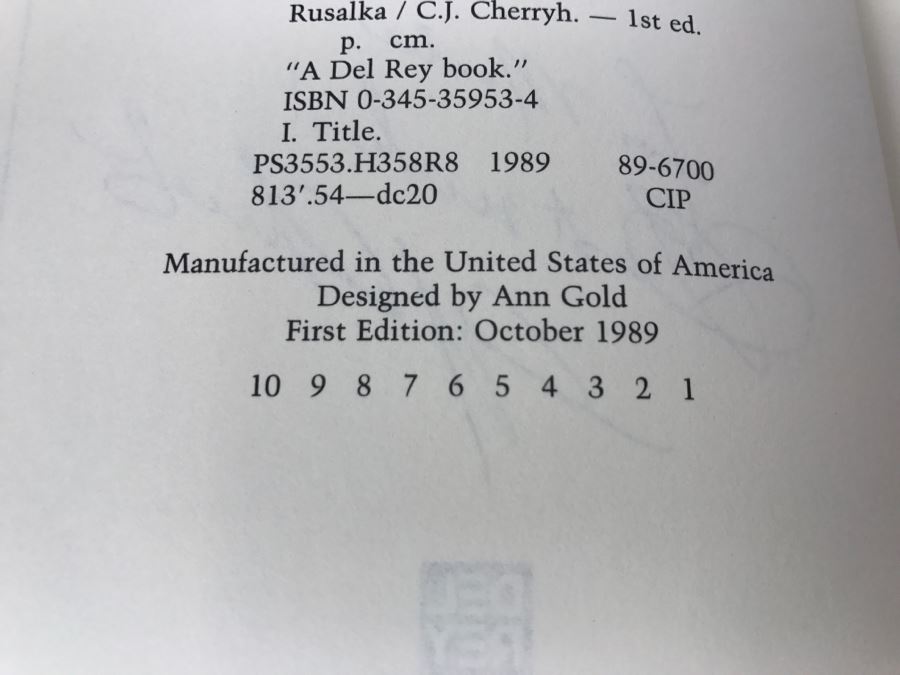 Rusalka / C.J. Cherryh. — 1st ed.
p. cm.
"A Del Rey book."
ISBN 0-345-35953-4
I. Title.
PS3553.H358R8 1989 89-6700
813′.54—dc20 CIP
Manufactured in the United States of America
Designed by Ann Gold
First Edition: October 1989
10 9 8 7 6 5 4 3 2 1
DEL
REY